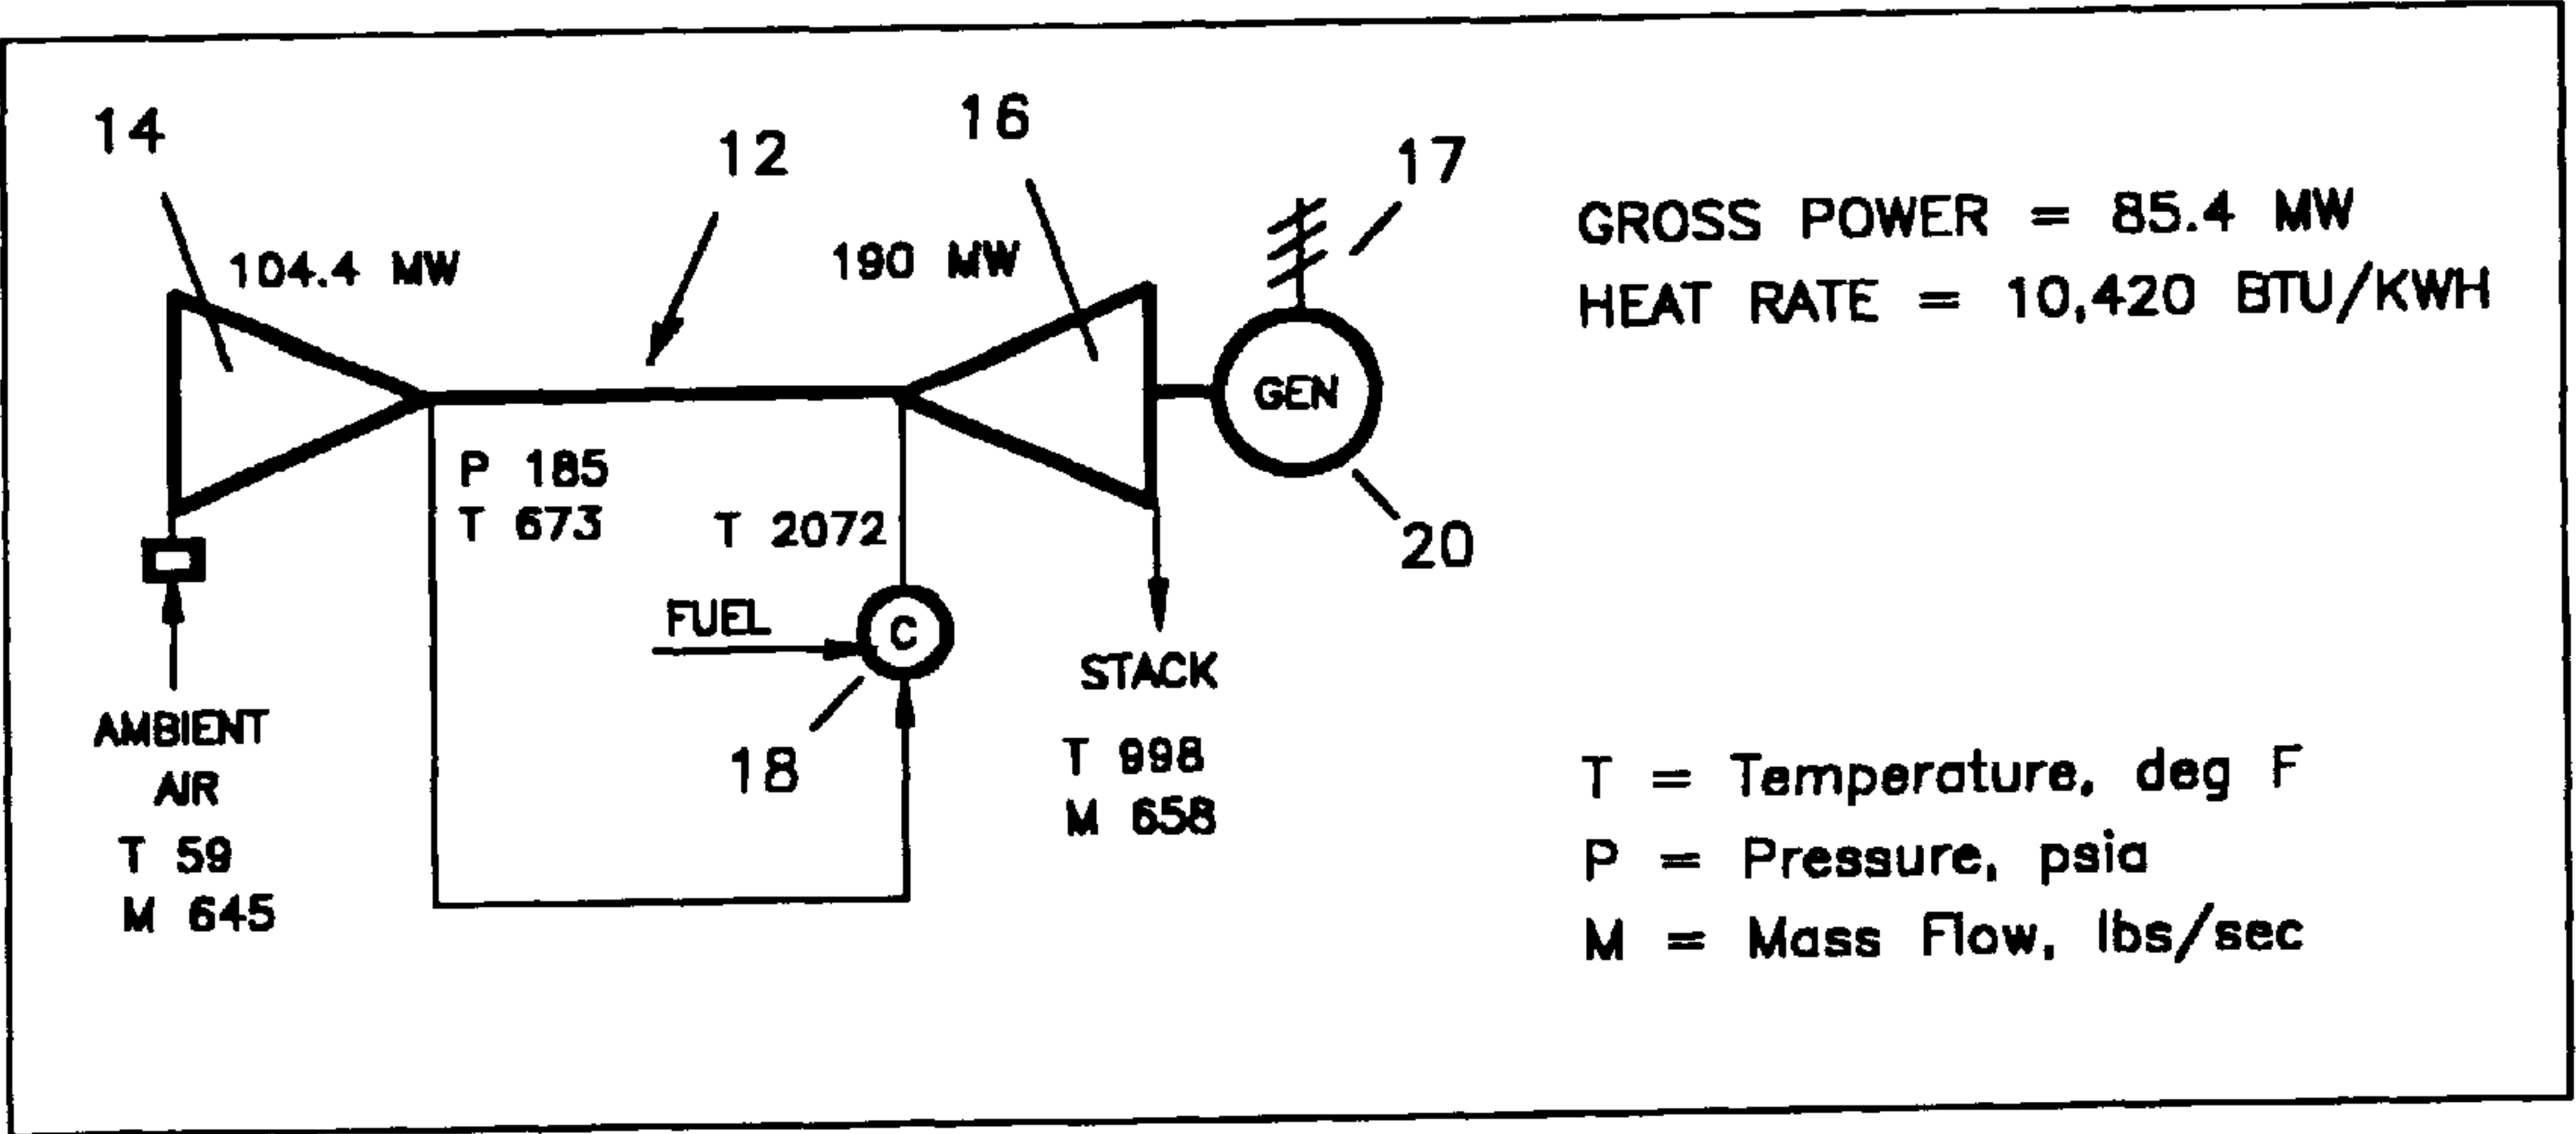 14
12
16
17
104.4 MW
190 MW
GROSS POWER = 85.4 MW
HEAT RATE = 10,420 BTU/KWH
GEN
P 185
T 673
T 2072
20
FUEL
C
18
STACK
T 998
M 658
AMBIENT
AIR
T 59
M 645
T = Temperature, deg F
P = Pressure, psia
M = Mass Flow, lbs/sec